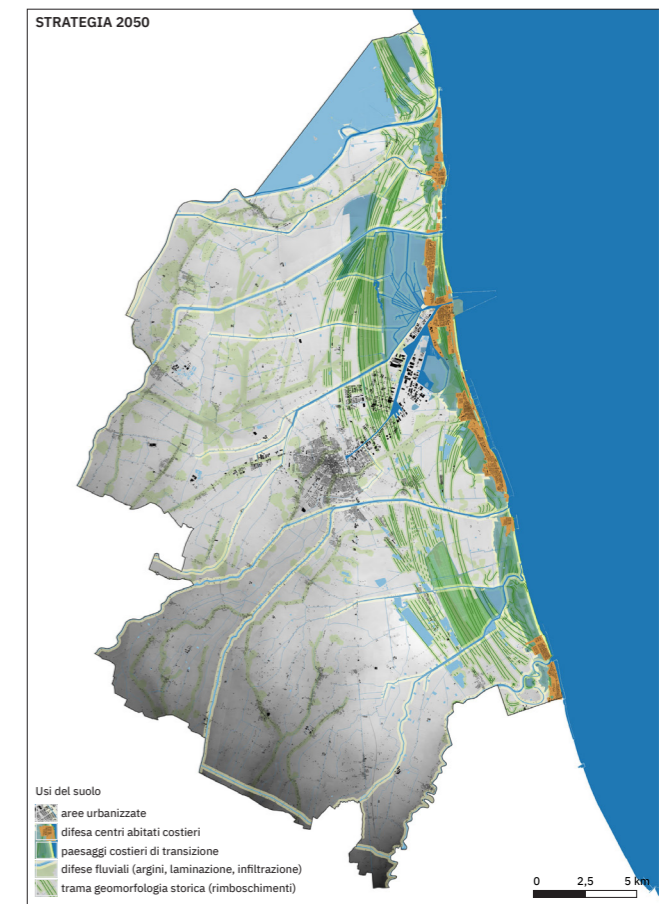 STRATEGIA 2050
Usi del suolo
aree urbanizzate
difesa centri abitati costieri
paesaggi costieri di transizione
difese fluviali (argini, laminazione, infiltrazione)
trama geomorfologia storica (rimboschimenti)
0 2,5 5 km